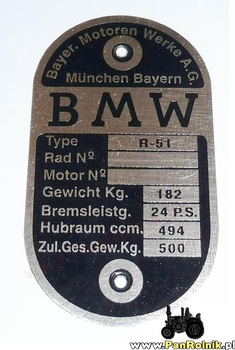 Bayer. Motoren Werke A.G.
München Bayern
BMW
Type R-51
Rad Nº
Motor Nº
Gewicht Kg. 182
Bremsleistg. 24 P.S.
Hubraum ccm. 494
Zul.Ges.Gew.Kg. 500
www.PanRolnik.pl